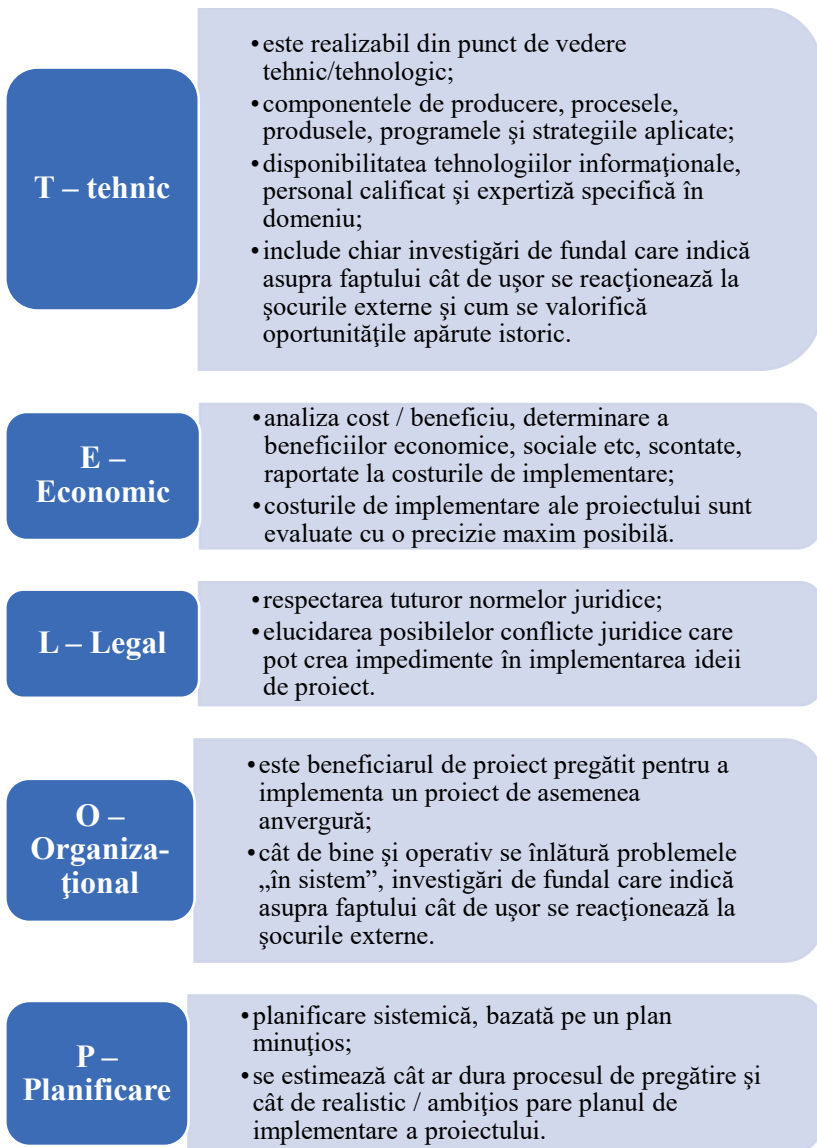 T – tehnic
•este realizabil din punct de vedere
tehnic/tehnologic;
•componentele de producere, procesele,
produsele, programele şi strategiile aplicate;
•disponibilitatea tehnologiilor informaţionale,
personal calificat şi expertiză specifică în
domeniu;
•include chiar investigări de fundal care indică
asupra faptului cât de uşor se reacţionează la
şocurile externe şi cum se valorifică
oportunităţile apărute istoric.
E –
Economic
•analiza cost / beneficiu, determinare a
beneficiilor economice, sociale etc, scontate,
raportate la costurile de implementare;
•costurile de implementare ale proiectului sunt
evaluate cu o precizie maxim posibilă.
L – Legal
•respectarea tuturor normelor juridice;
•elucidarea posibilelor conflicte juridice care
pot crea impedimente în implementarea ideii
de proiect.
O –
Organiza-
ţional
•este beneficiarul de proiect pregătit pentru a
implementa un proiect de asemenea
anvergură;
•cât de bine şi operativ se înlătură problemele
„în sistem”, investigări de fundal care indică
asupra faptului cât de uşor se reacţionează la
şocurile externe.
P –
Planificare
•planificare sistemică, bazată pe un plan
minuţios;
•se estimează cât ar dura procesul de pregătire şi
cât de realistic / ambiţios pare planul de
implementare a proiectului.